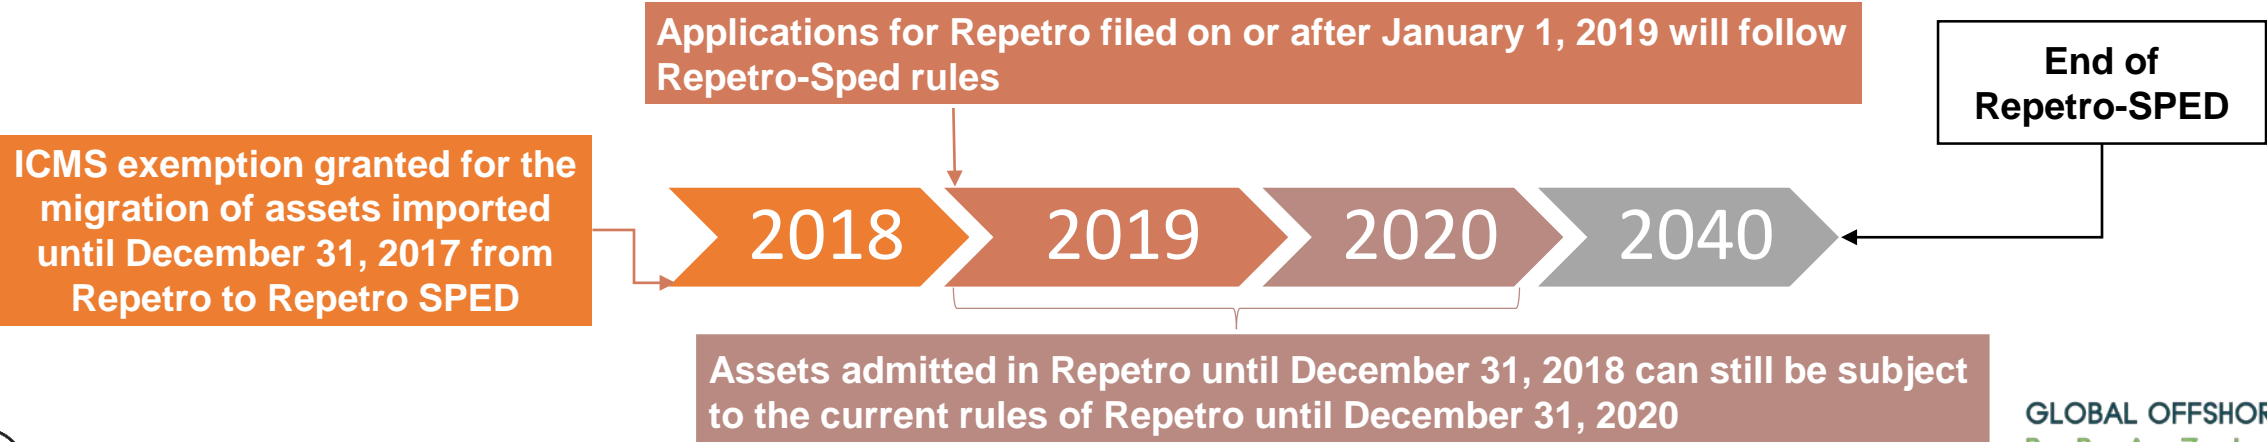 Applications for Repetro filed on or after January 1, 2019 will follow
Repetro-Sped rules
End of
Repetro-SPED
ICMS exemption granted for the
migration of assets imported
until December 31, 2017 from
Repetro to Repetro SPED
2018
2019
2020
2040
Assets admitted in Repetro until December 31, 2018 can still be subject
to the current rules of Repetro until December 31, 2020
GLOBAL